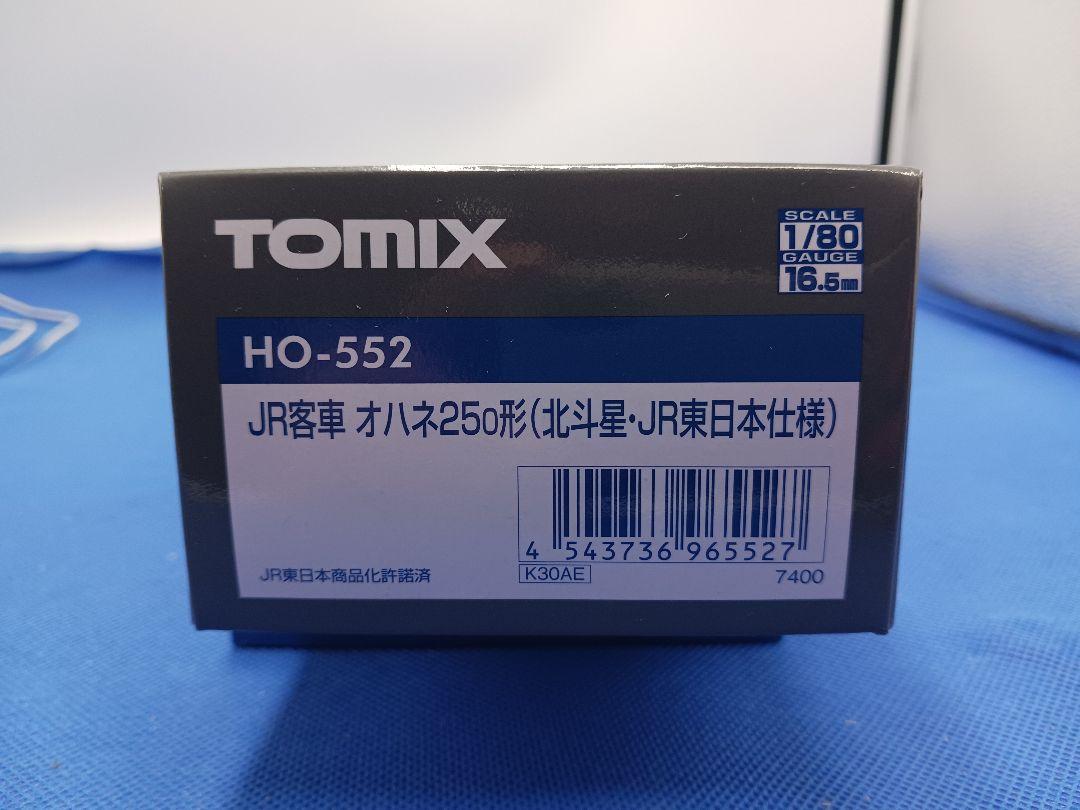 TOMIX
SCALE
1/80
GAUGE
16.5mm
HO-552
JR客車 オハネ250形(北斗星・JR東日本仕様)
4 543736 965527
JR東日本商品化許諾済
K30AE
7400